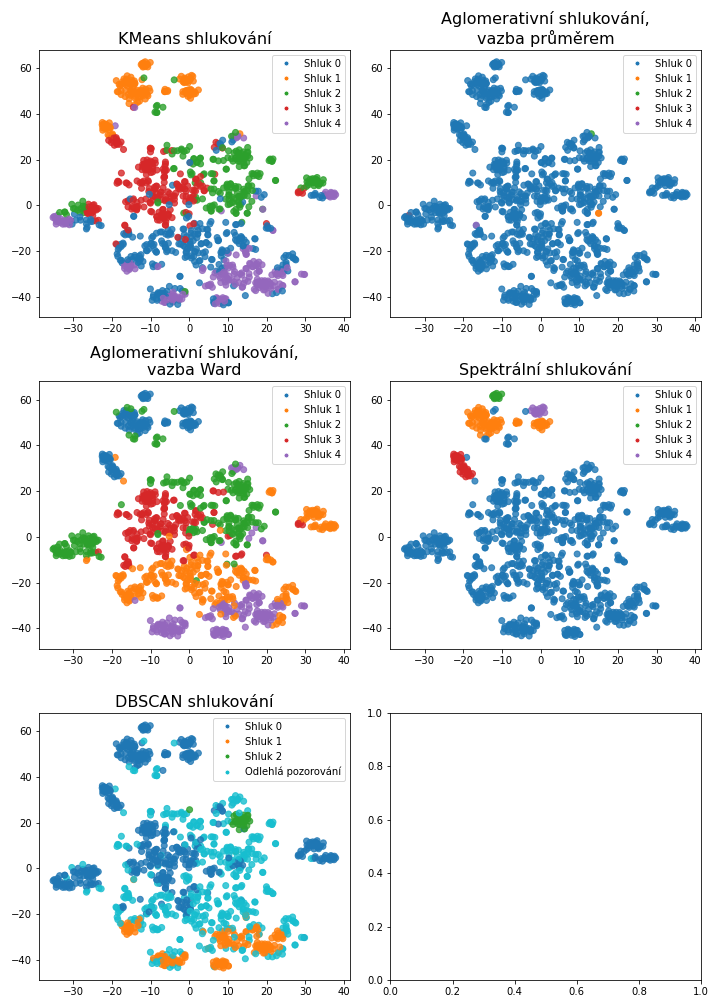 KMeans shlukování
Shluk 0
Shluk 1
Shluk 2
Shluk 3
Shluk 4
60
40
20
0
−20
−40
−30
−20
−10
0
10
20
30
40
Aglomerativní shlukování,
vazba průměrem
Shluk 0
Shluk 1
Shluk 2
Shluk 3
Shluk 4
60
40
20
0
−20
−40
−30
−20
−10
0
10
20
30
40
Aglomerativní shlukování,
vazba Ward
Shluk 0
Shluk 1
Shluk 2
Shluk 3
Shluk 4
60
40
20
0
−20
−40
−30
−20
−10
0
10
20
30
40
Spektrální shlukování
Shluk 0
Shluk 1
Shluk 2
Shluk 3
Shluk 4
60
40
20
0
−20
−40
−30
−20
−10
0
10
20
30
40
DBSCAN shlukování
Shluk 0
Shluk 1
Shluk 2
Odlehlá pozorování
60
40
20
0
−20
−40
−30
−20
−10
0
10
20
30
40
1.0
0.8
0.6
0.4
0.2
0.0
0.0
0.2
0.4
0.6
0.8
1.0